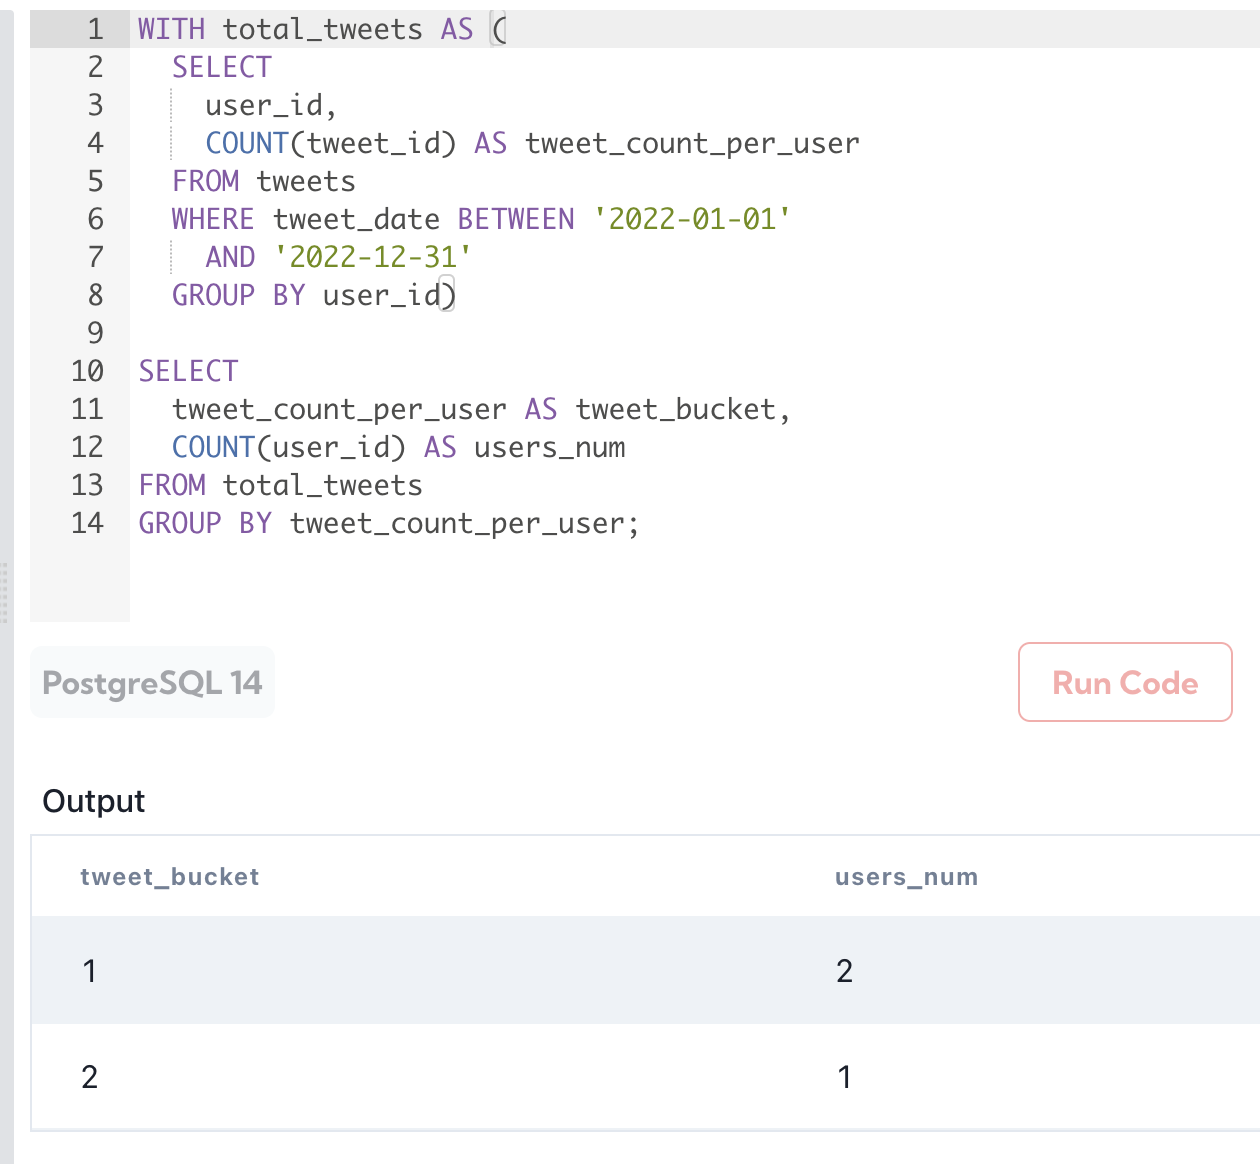 1 WITH total_tweets AS (
2 SELECT
3 user_id,
4 COUNT(tweet_id) AS tweet_count_per_user
5 FROM tweets
6 WHERE tweet_date BETWEEN '2022-01-01'
7 AND '2022-12-31'
8 GROUP BY user_id)
9
10 SELECT
11 tweet_count_per_user AS tweet_bucket,
12 COUNT(user_id) AS users_num
13 FROM total_tweets
14 GROUP BY tweet_count_per_user;
PostgreSQL 14 Run Code
Output
tweet_bucket users_num
1 2
2 1